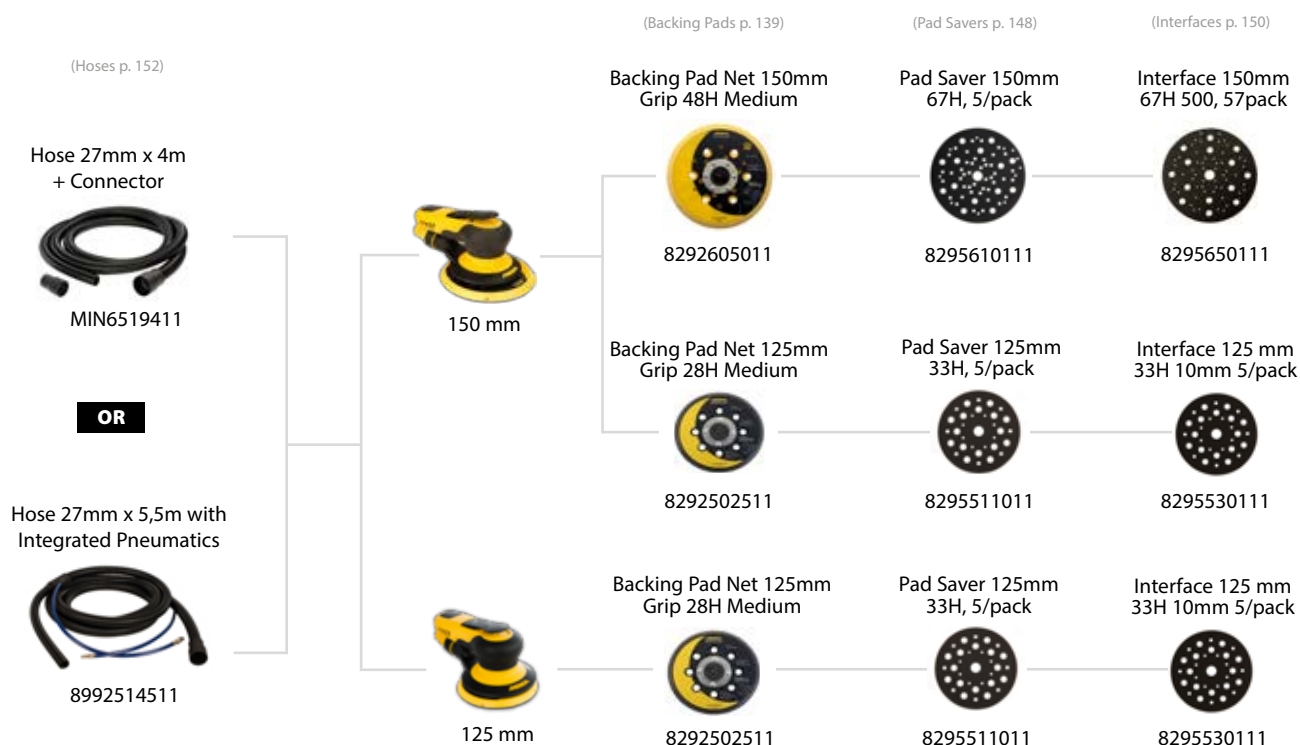 (Backing Pads p. 139)
(Pad Savers p. 148)
(Interfaces p. 150)
(Hoses p. 152)
Backing Pad Net 150mm
Grip 48H Medium
Pad Saver 150mm
67H, 5/pack
Interface 150mm
67H 500, 57pack
Hose 27mm x 4m
+ Connector
8292605011
8295610111
8295650111
MIN6519411
150 mm
Backing Pad Net 125mm
Grip 28H Medium
Pad Saver 125mm
33H, 5/pack
Interface 125 mm
33H 10mm 5/pack
OR
8292502511
8295511011
8295530111
Hose 27mm x 5,5m with
Integrated Pneumatics
Backing Pad Net 125mm
Grip 28H Medium
Pad Saver 125mm
33H, 5/pack
Interface 125 mm
33H 10mm 5/pack
8992514511
125 mm
8292502511
8295511011
8295530111